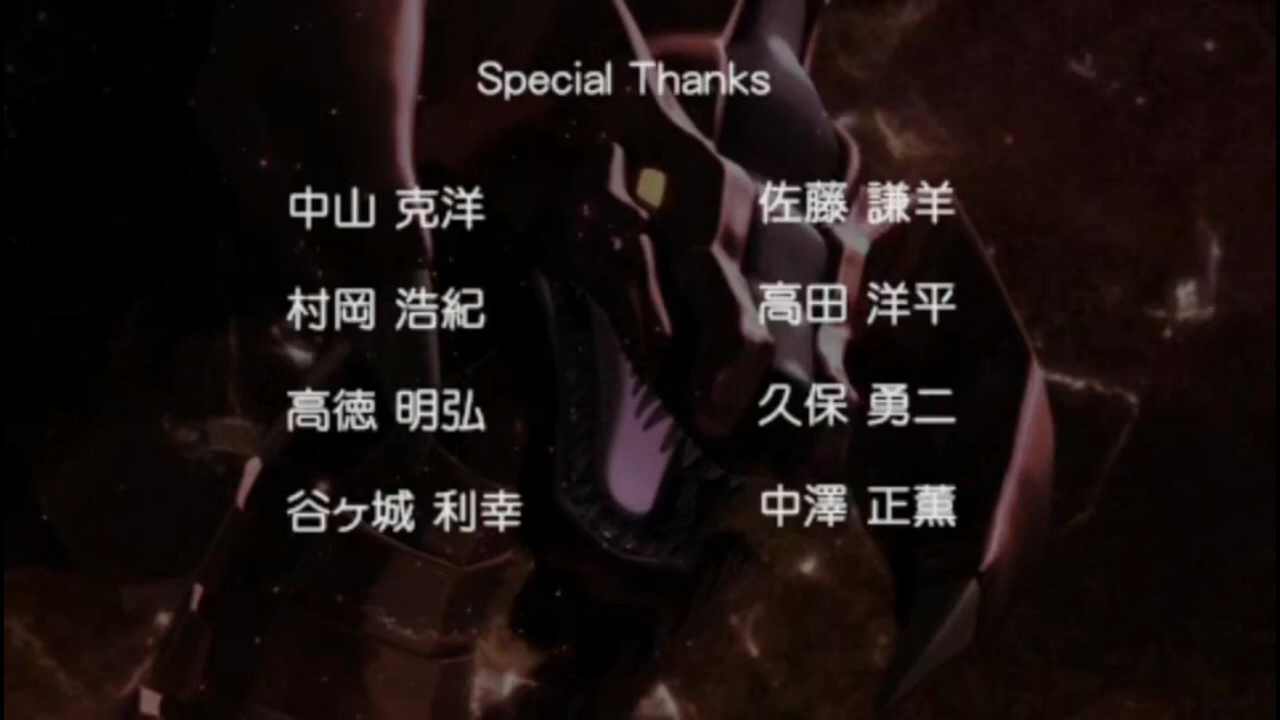 Special Thanks
中山 克洋 佐藤 謙羊
村岡 浩紀 高田 洋平
高徳 明弘 久保 勇二
谷ヶ城 利幸 中澤 正薫